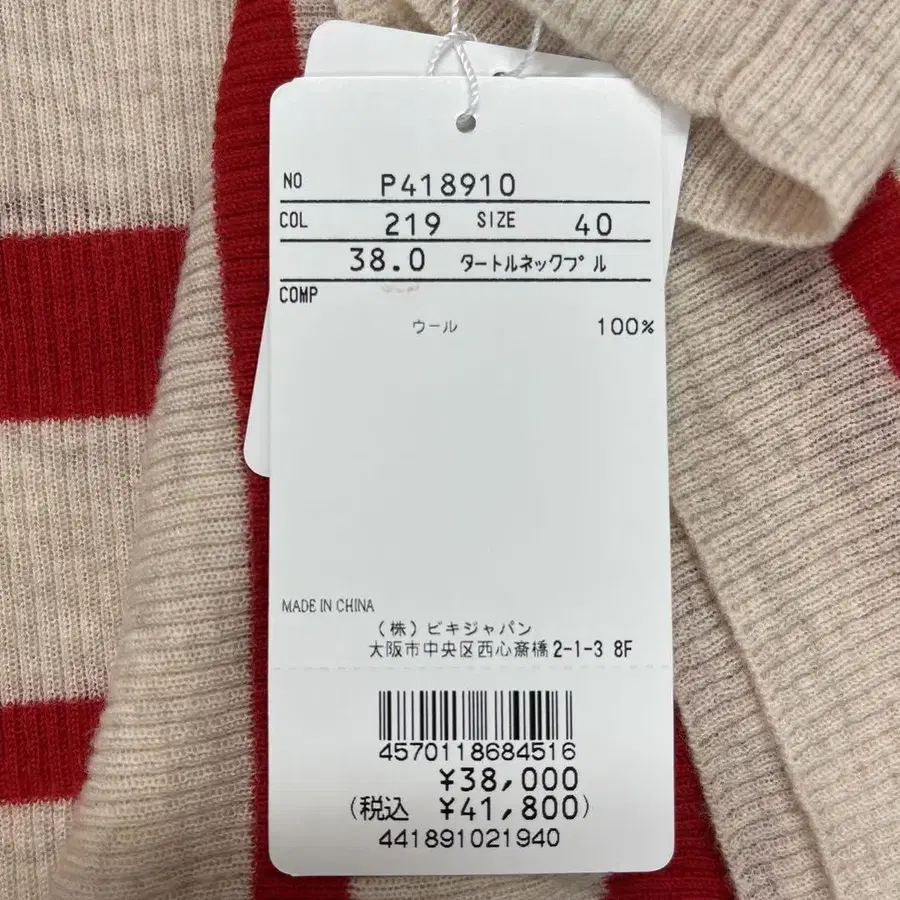 NO P418910
COL 219 SIZE 40
38.0 タートルネックプル
COMP
ウール 100%
MADE IN CHINA
(株)ビキジャパン
大阪市中央区西心斎橋2-1-3 8F
4570118684516
¥38,000
(税込 ¥41,800)
441891021940